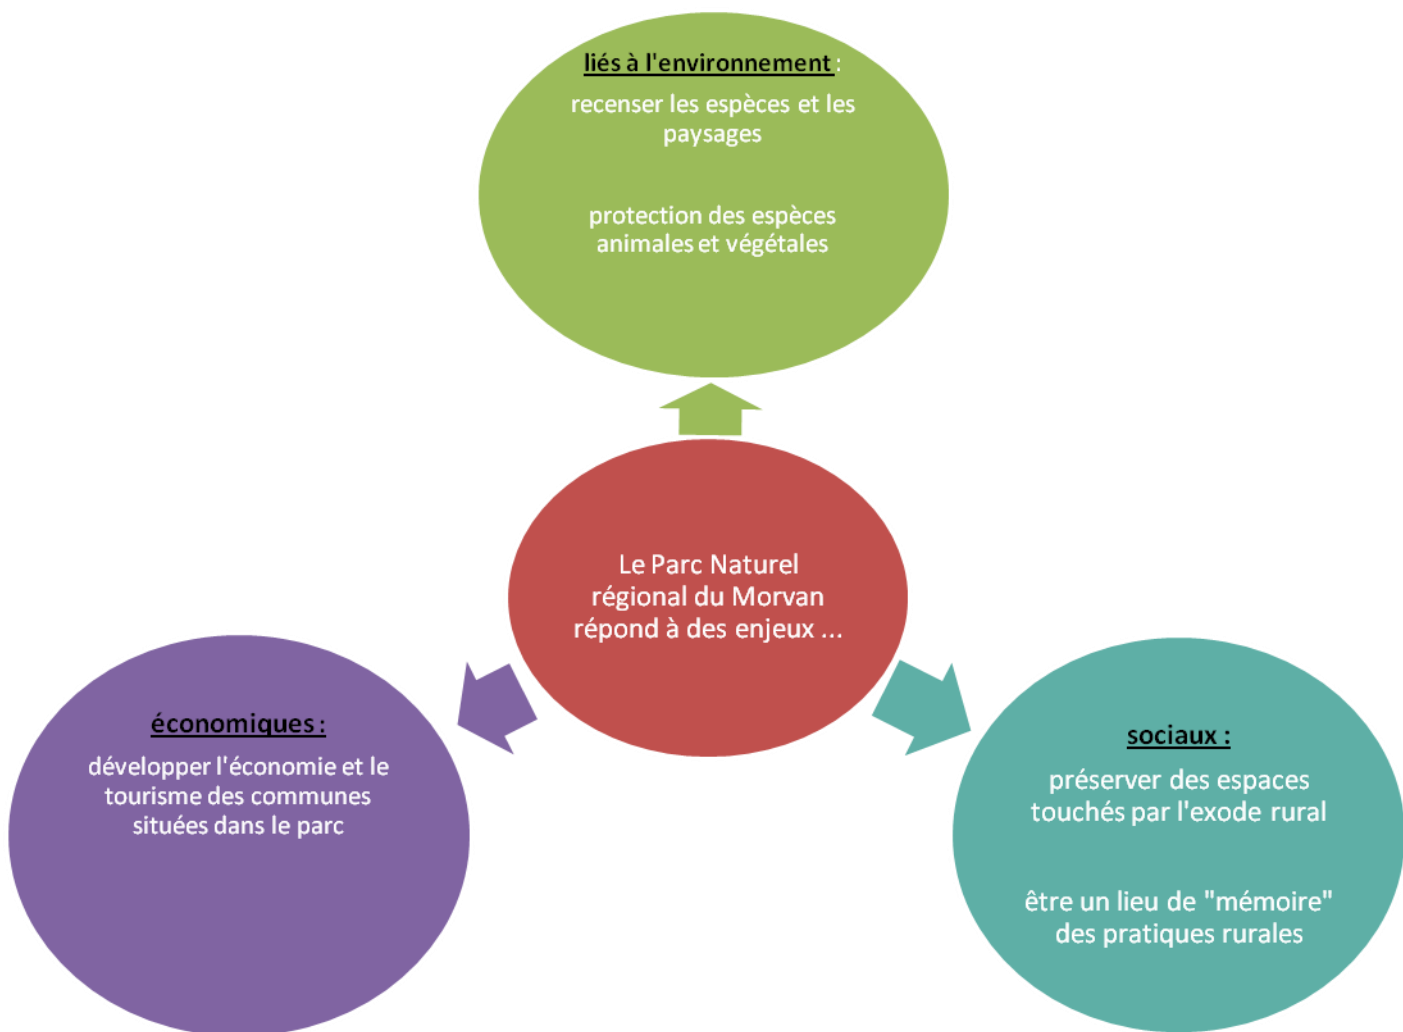 liés à l'environnement :
recenser les espèces et les
paysages
protection des espèces
animales et végétales
Le Parc Naturel
régional du Morvan
répond à des enjeux ...
économiques :
développer l'économie et le
tourisme des communes
situées dans le parc
sociaux :
préserver des espaces
touchés par l'exode rural
être un lieu de "mémoire"
des pratiques rurales